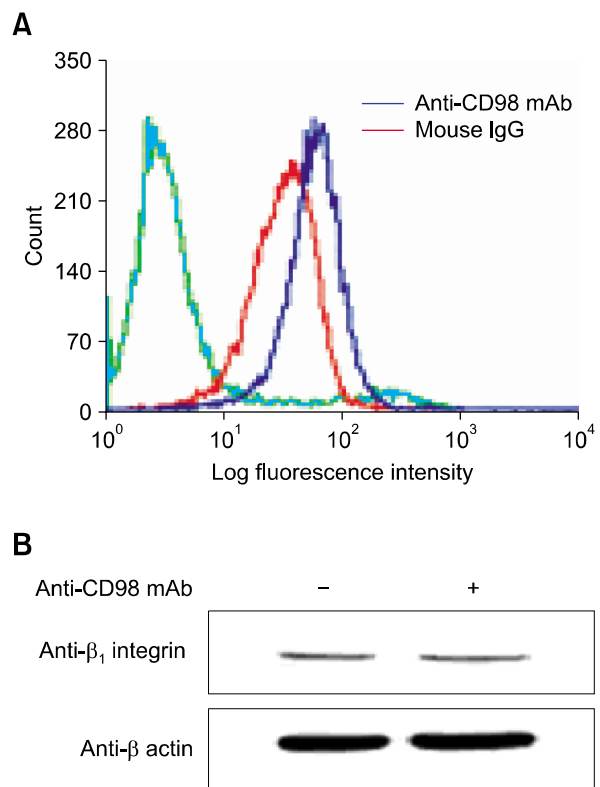 A
350
280
210
140
70
0
Count
Anti-CD98 mAb
Mouse IgG
10⁰ 10¹ 10² 10³ 10⁴
Log fluorescence intensity
B
Anti-CD98 mAb − +
Anti-β₁ integrin
Anti-β actin